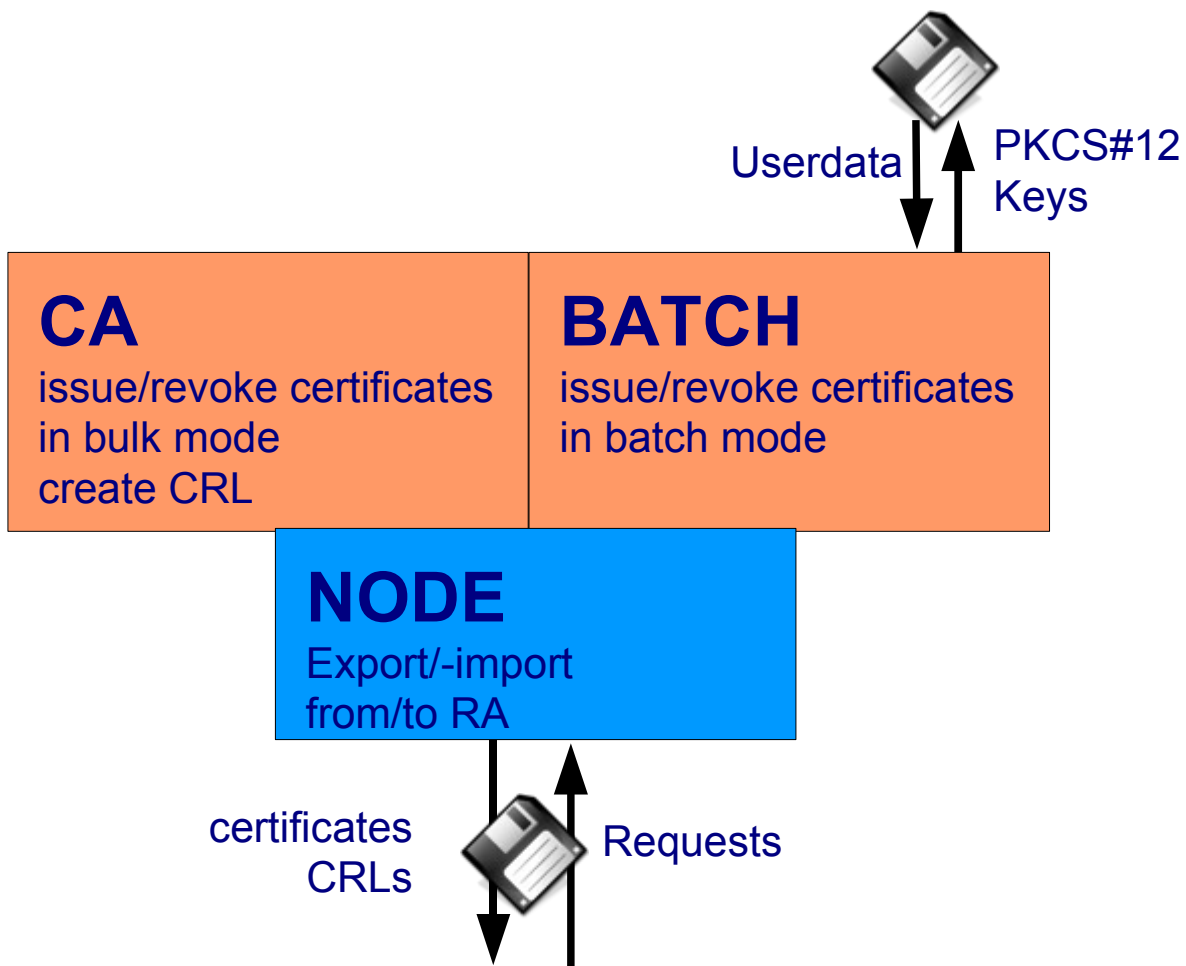 Userdata
PKCS#12
Keys
CA
issue/revoke certificates
in bulk mode
create CRL
BATCH
issue/revoke certificates
in batch mode
NODE
Export/-import
from/to RA
certificates
CRLs
Requests